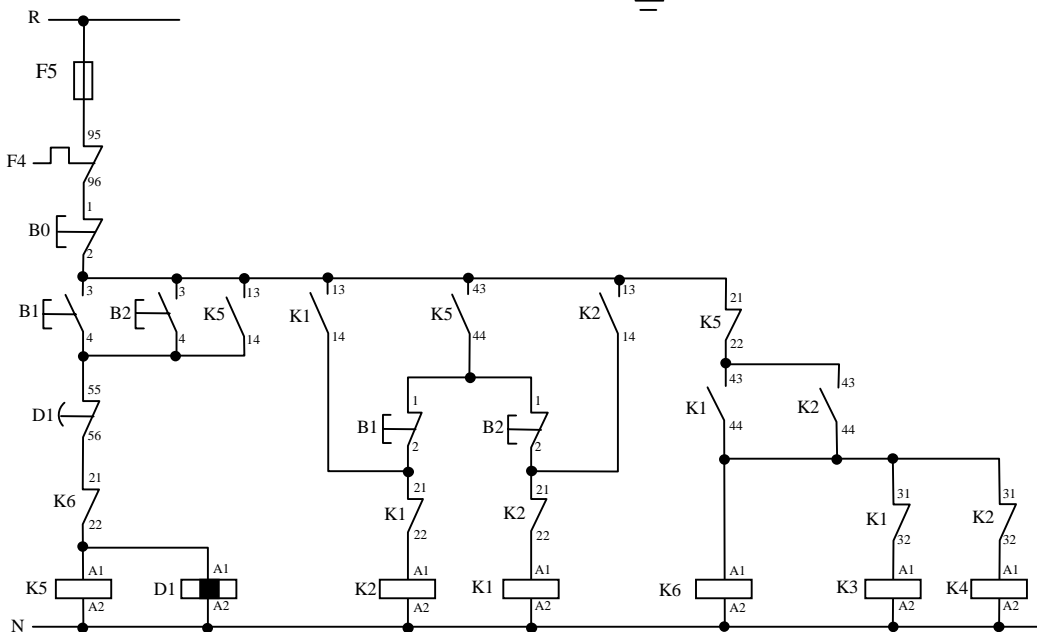 R
F5
95
F4
96
1
B0
2
3 3 13 13 43 13 21
B1 B2 K5 K1 K5 K2 K5
4 4 14 14 44 14 22
43 43
K1 K2
44 44
55 1 1
D1 B1 B2
56 2 2
21 21 21 31 31
K6 K1 K2 K1 K2
22 22 22 32 32
A1 A1 A1 A1 A1 A1 A1
K5 D1 K2 K1 K6 K3 K4
A2 A2 A2 A2 A2 A2 A2
N